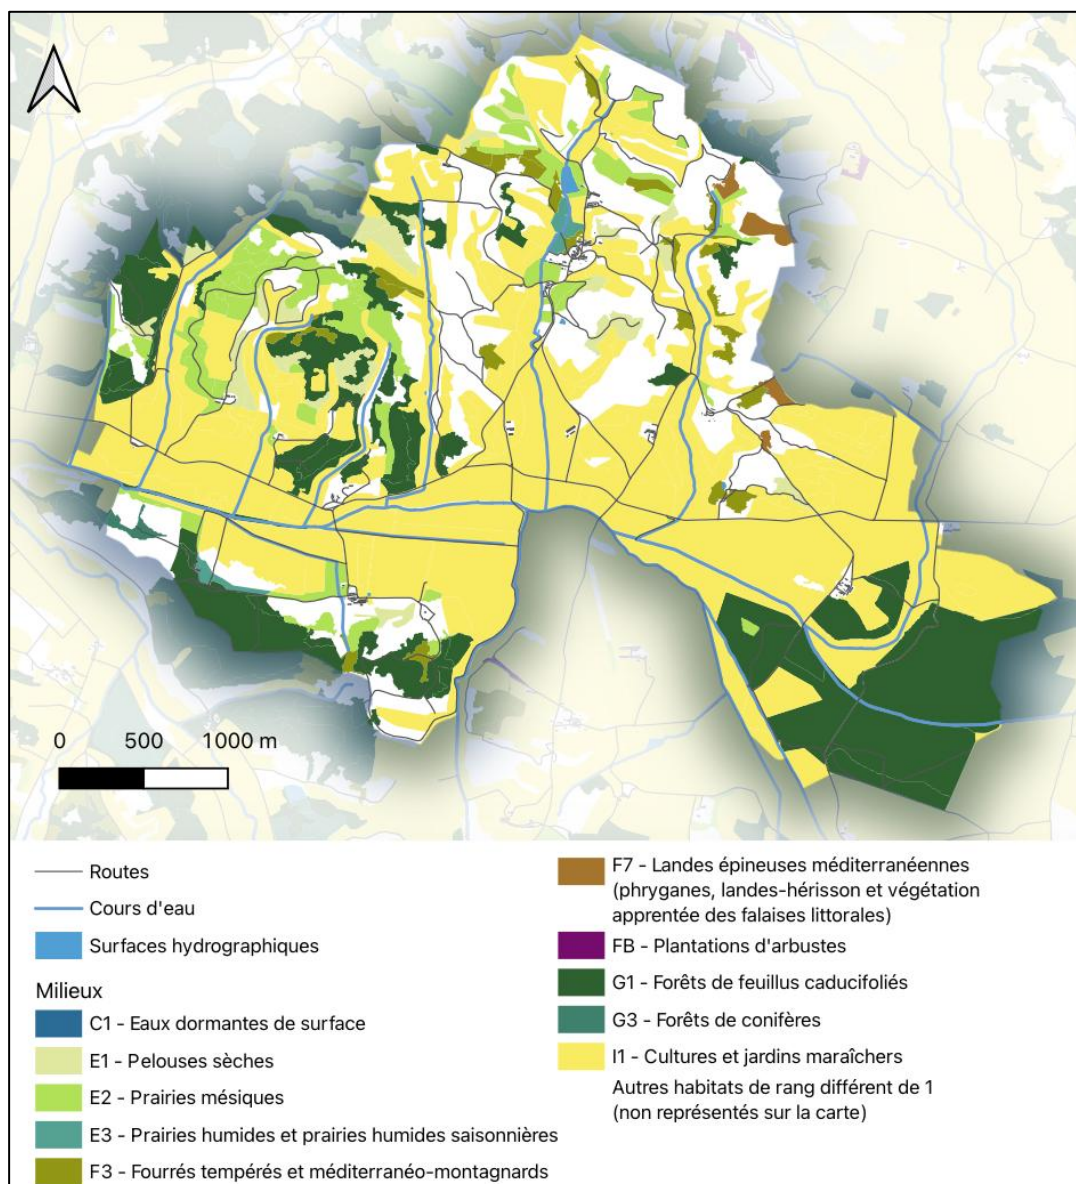 0 500 1000 m
Routes
Cours d'eau
Surfaces hydrographiques
Milieux
C1 - Eaux dormantes de surface
E1 - Pelouses sèches
E2 - Prairies mésiques
E3 - Prairies humides et prairies humides saisonnières
F3 - Fourrés tempérés et méditerranéo-montagnards
F7 - Landes épineuses méditerranéennes
(phryganes, landes-hérisson et végétation
apprentée des falaises littorales)
FB - Plantations d'arbustes
G1 - Forêts de feuillus caducifoliés
G3 - Forêts de conifères
I1 - Cultures et jardins maraîchers
Autres habitats de rang différent de 1
(non représentés sur la carte)